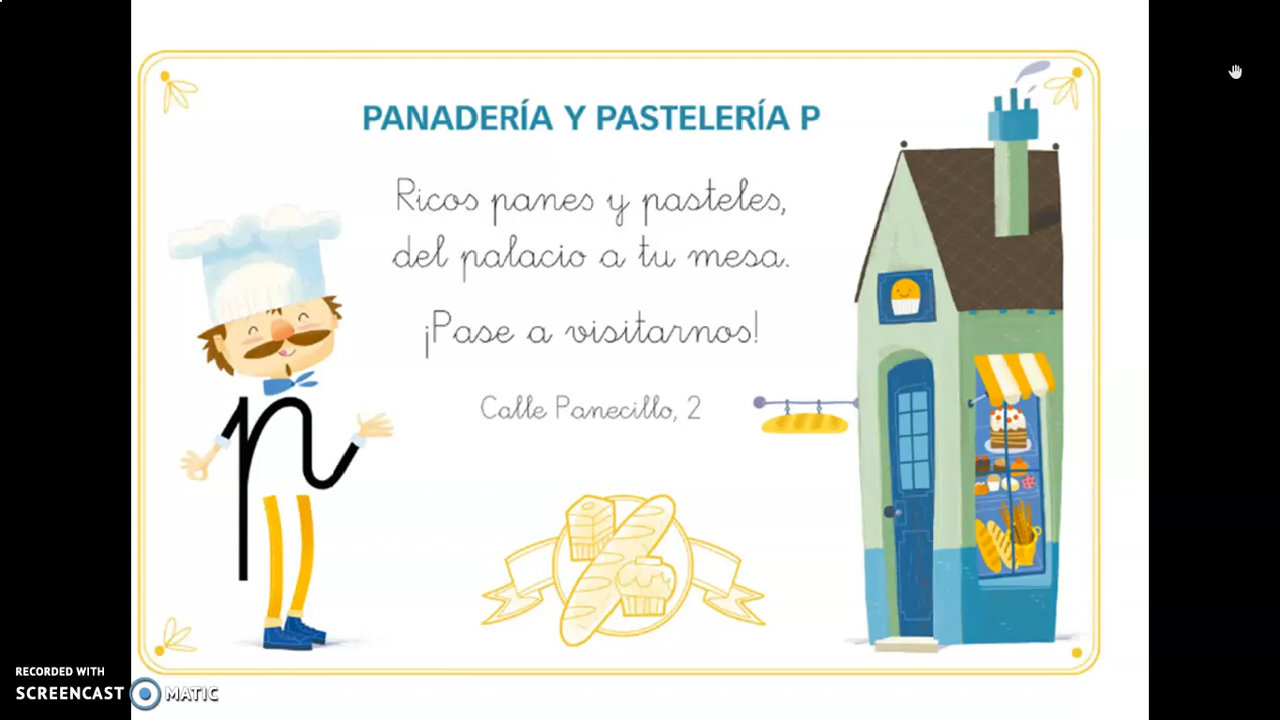 PANADERÍA Y PASTELERÍA P
Ricos panes y pasteles,
del palacio a tu mesa.
¡Pase a visitarnos!
Calle Panecillo, 2
p
RECORDED WITH
SCREENCAST MATIC